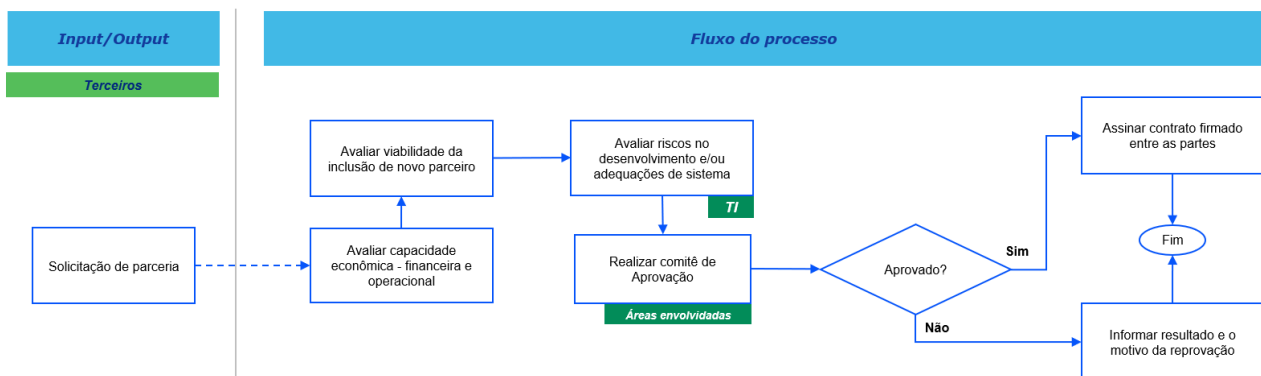 Input/Output
Fluxo do processo
Terceiros
Solicitação de parceria
Avaliar viabilidade da
inclusão de novo parceiro
Avaliar capacidade
econômica - financeira e
operacional
Avaliar riscos no
desenvolvimento e/ou
adequações de sistema
TI
Realizar comitê de
Aprovação
Áreas envolvidadas
Aprovado?
Sim
Não
Assinar contrato firmado
entre as partes
Fim
Informar resultado e o
motivo da reprovação